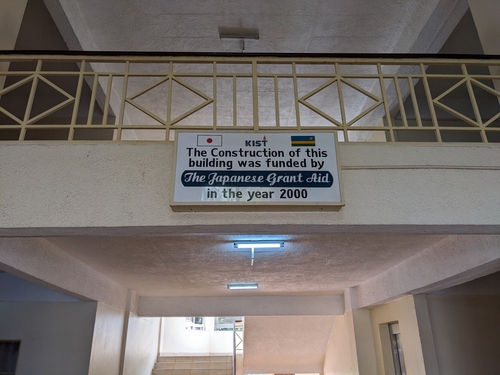 KIST
The Construction of this
building was funded by
The Japanese Grant Aid
in the year 2000